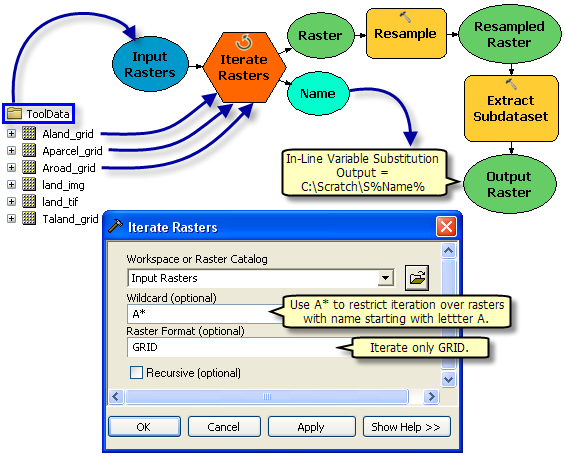 Input
Rasters
Iterate
Rasters
Raster
Resample
Resampled
Raster
Name
Extract
Subdataset
Output
Raster
In-Line Variable Substitution
Output =
C:\Scratch\S%Name%
ToolData
Aland_grid
Aparcel_grid
Aroad_grid
land_img
land_tif
Taland_grid
Iterate Rasters
Workspace or Raster Catalog
Input Rasters
Wildcard (optional)
A*
Use A* to restrict iteration over rasters
with name starting with lettter A.
Raster Format (optional)
GRID
Iterate only GRID.
Recursive (optional)
OK
Cancel
Apply
Show Help >>